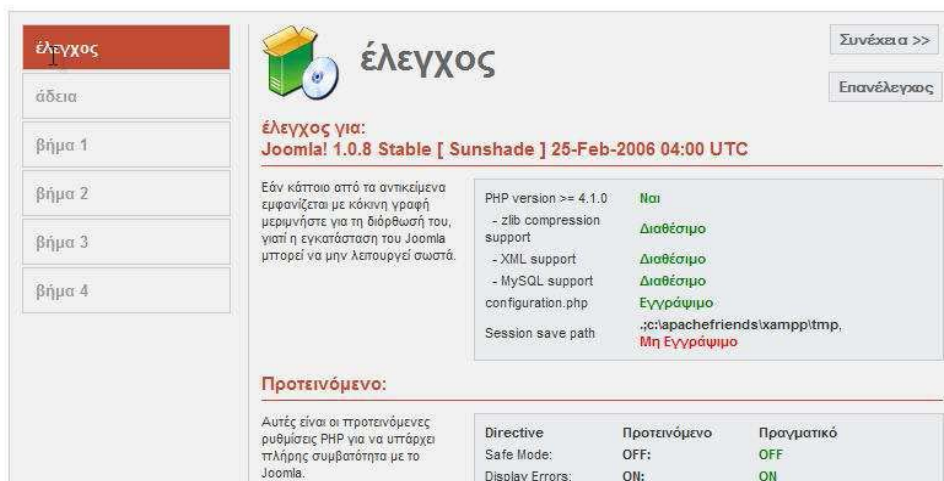 έλεγχος
άδεια
βήμα 1
βήμα 2
βήμα 3
βήμα 4
έλεγχος
Συνέχεια >>
Επανέλεγχος
έλεγχος για:
Joomla! 1.0.8 Stable [ Sunshade ] 25-Feb-2006 04:00 UTC
Εάν κάποιο από τα αντικείμενα
εμφανίζεται με κόκινη γραφή
μεριμνήστε για τη διόρθωσή του,
γιατί η εγκατάσταση του Joomla
μπορεί να μην λειτουργεί σωστά.
PHP version >= 4.1.0 Ναι
- zlib compression
support Διαθέσιμο
- XML support Διαθέσιμο
- MySQL support Διαθέσιμο
configuration.php Εγγράψιμο
Session save path .;c:\apachefriends\xampp\tmp,
Μη Εγγράψιμο
Προτεινόμενο:
Αυτές είναι οι προτεινόμενες
ρυθμίσεις PHP για να υπάρχει
πλήρης συμβατότητα με το
Joomla.
Directive Προτεινόμενο Πραγματικό
Safe Mode: OFF: OFF
Display Errors: ON: ON